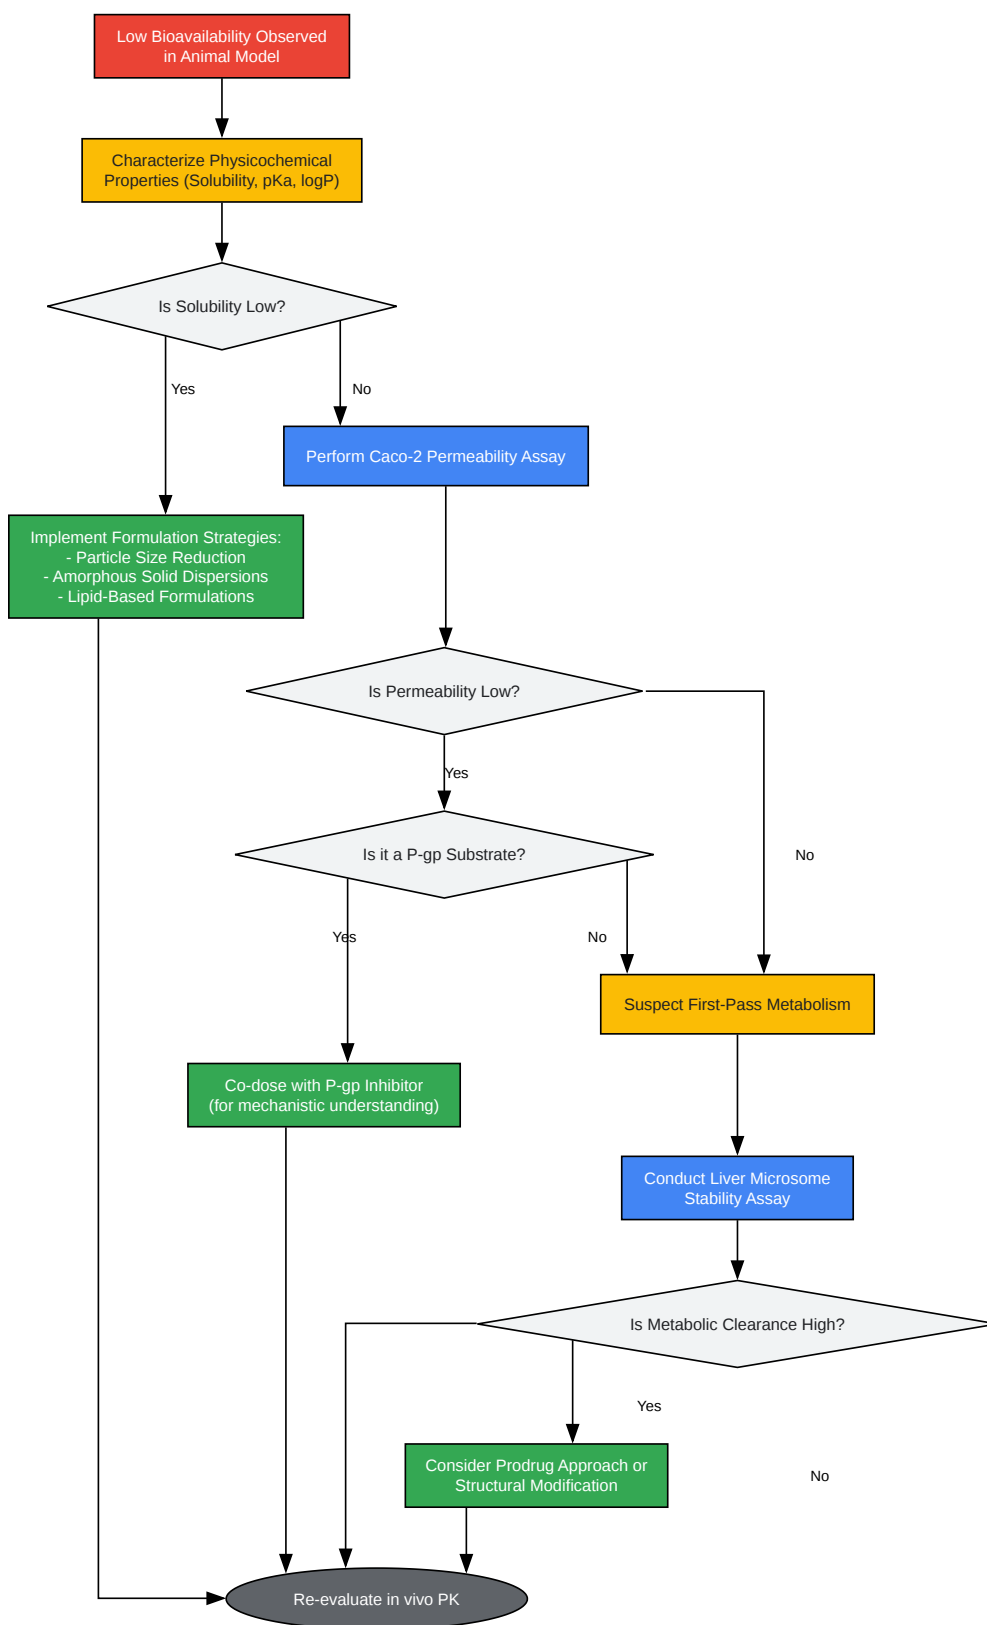 Low Bioavailability Observed
in Animal Model
Characterize Physicochemical
Properties (Solubility, pKa, logP)
Is Solubility Low?
Yes
No
Perform Caco-2 Permeability Assay
Implement Formulation Strategies:
- Particle Size Reduction
- Amorphous Solid Dispersions
- Lipid-Based Formulations
Is Permeability Low?
Yes
Is it a P-gp Substrate?
No
Yes
No
Suspect First-Pass Metabolism
Co-dose with P-gp Inhibitor
(for mechanistic understanding)
Conduct Liver Microsome
Stability Assay
Is Metabolic Clearance High?
Yes
Consider Prodrug Approach or
Structural Modification
No
Re-evaluate in vivo PK